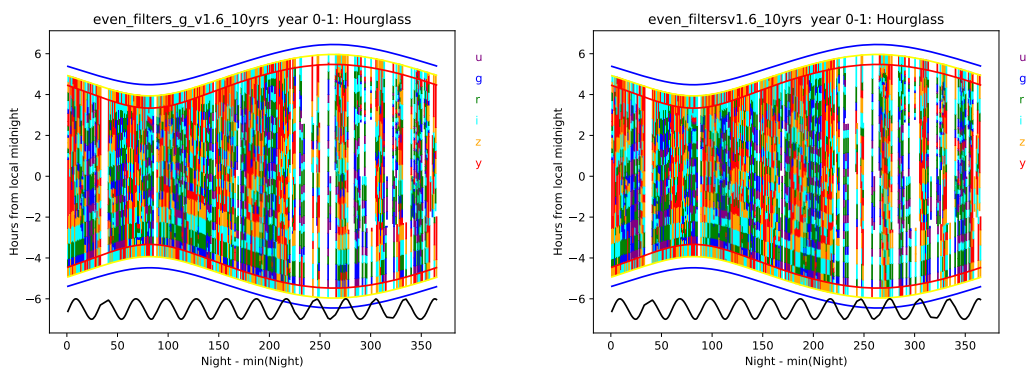 even_filters_g_v1.6_10yrs  year 0-1: Hourglass
Hours from local midnight
6
4
2
0
−2
−4
−6
0
50
100
150
200
250
300
350
Night - min(Night)
u
g
r
i
z
y
even_filtersv1.6_10yrs  year 0-1: Hourglass
Hours from local midnight
6
4
2
0
−2
−4
−6
0
50
100
150
200
250
300
350
Night - min(Night)
u
g
r
i
z
y